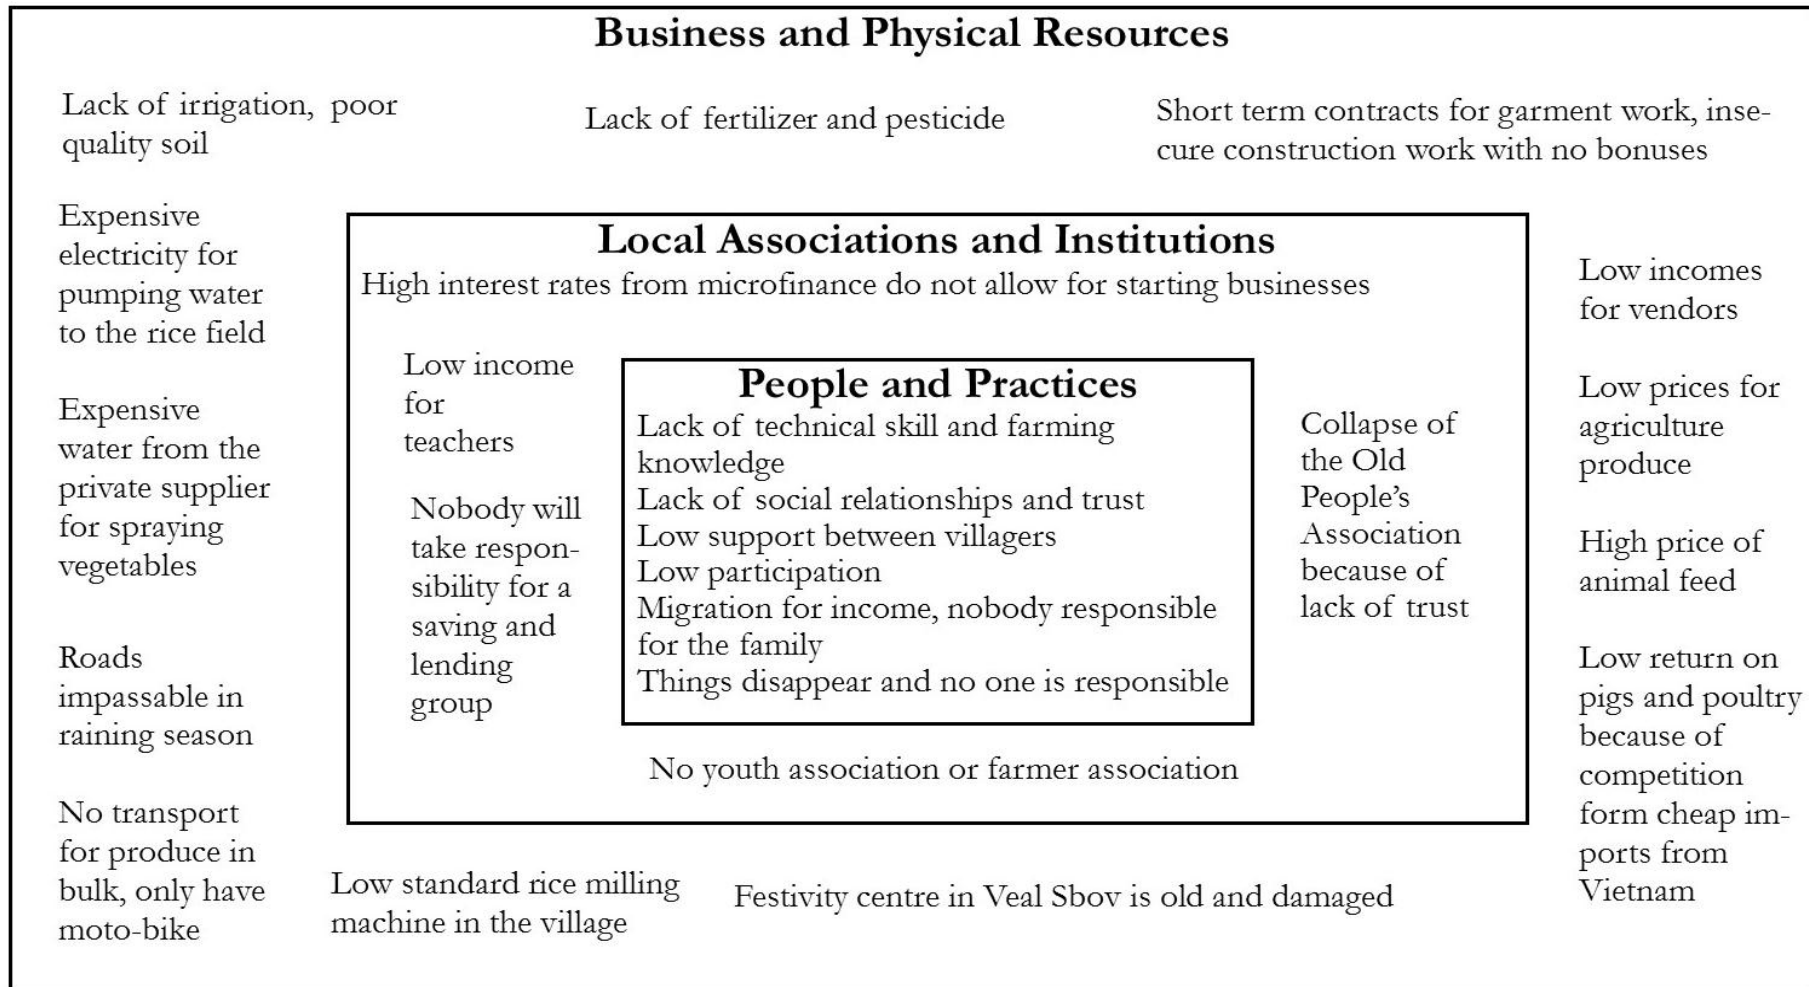 Business and Physical Resources
Lack of irrigation, poor
quality soil
Lack of fertilizer and pesticide
Short term contracts for garment work, inse-
cure construction work with no bonuses
Expensive
electricity for
pumping water
to the rice field
Expensive
water from the
private supplier
for spraying
vegetables
Roads
impassable in
raining season
No transport
for produce in
bulk, only have
moto-bike
Local Associations and Institutions
High interest rates from microfinance do not allow for starting businesses
Low income
for
teachers
Nobody will
take respon-
sibility for a
saving and
lending
group
People and Practices
Lack of technical skill and farming
knowledge
Lack of social relationships and trust
Low support between villagers
Low participation
Migration for income, nobody responsible
for the family
Things disappear and no one is responsible
Collapse of
the Old
People's
Association
because of
lack of trust
No youth association or farmer association
Low incomes
for vendors
Low prices for
agriculture
produce
High price of
animal feed
Low return on
pigs and poultry
because of
competition
form cheap im-
ports from
Vietnam
Low standard rice milling
machine in the village
Festivity centre in Veal Sbov is old and damaged